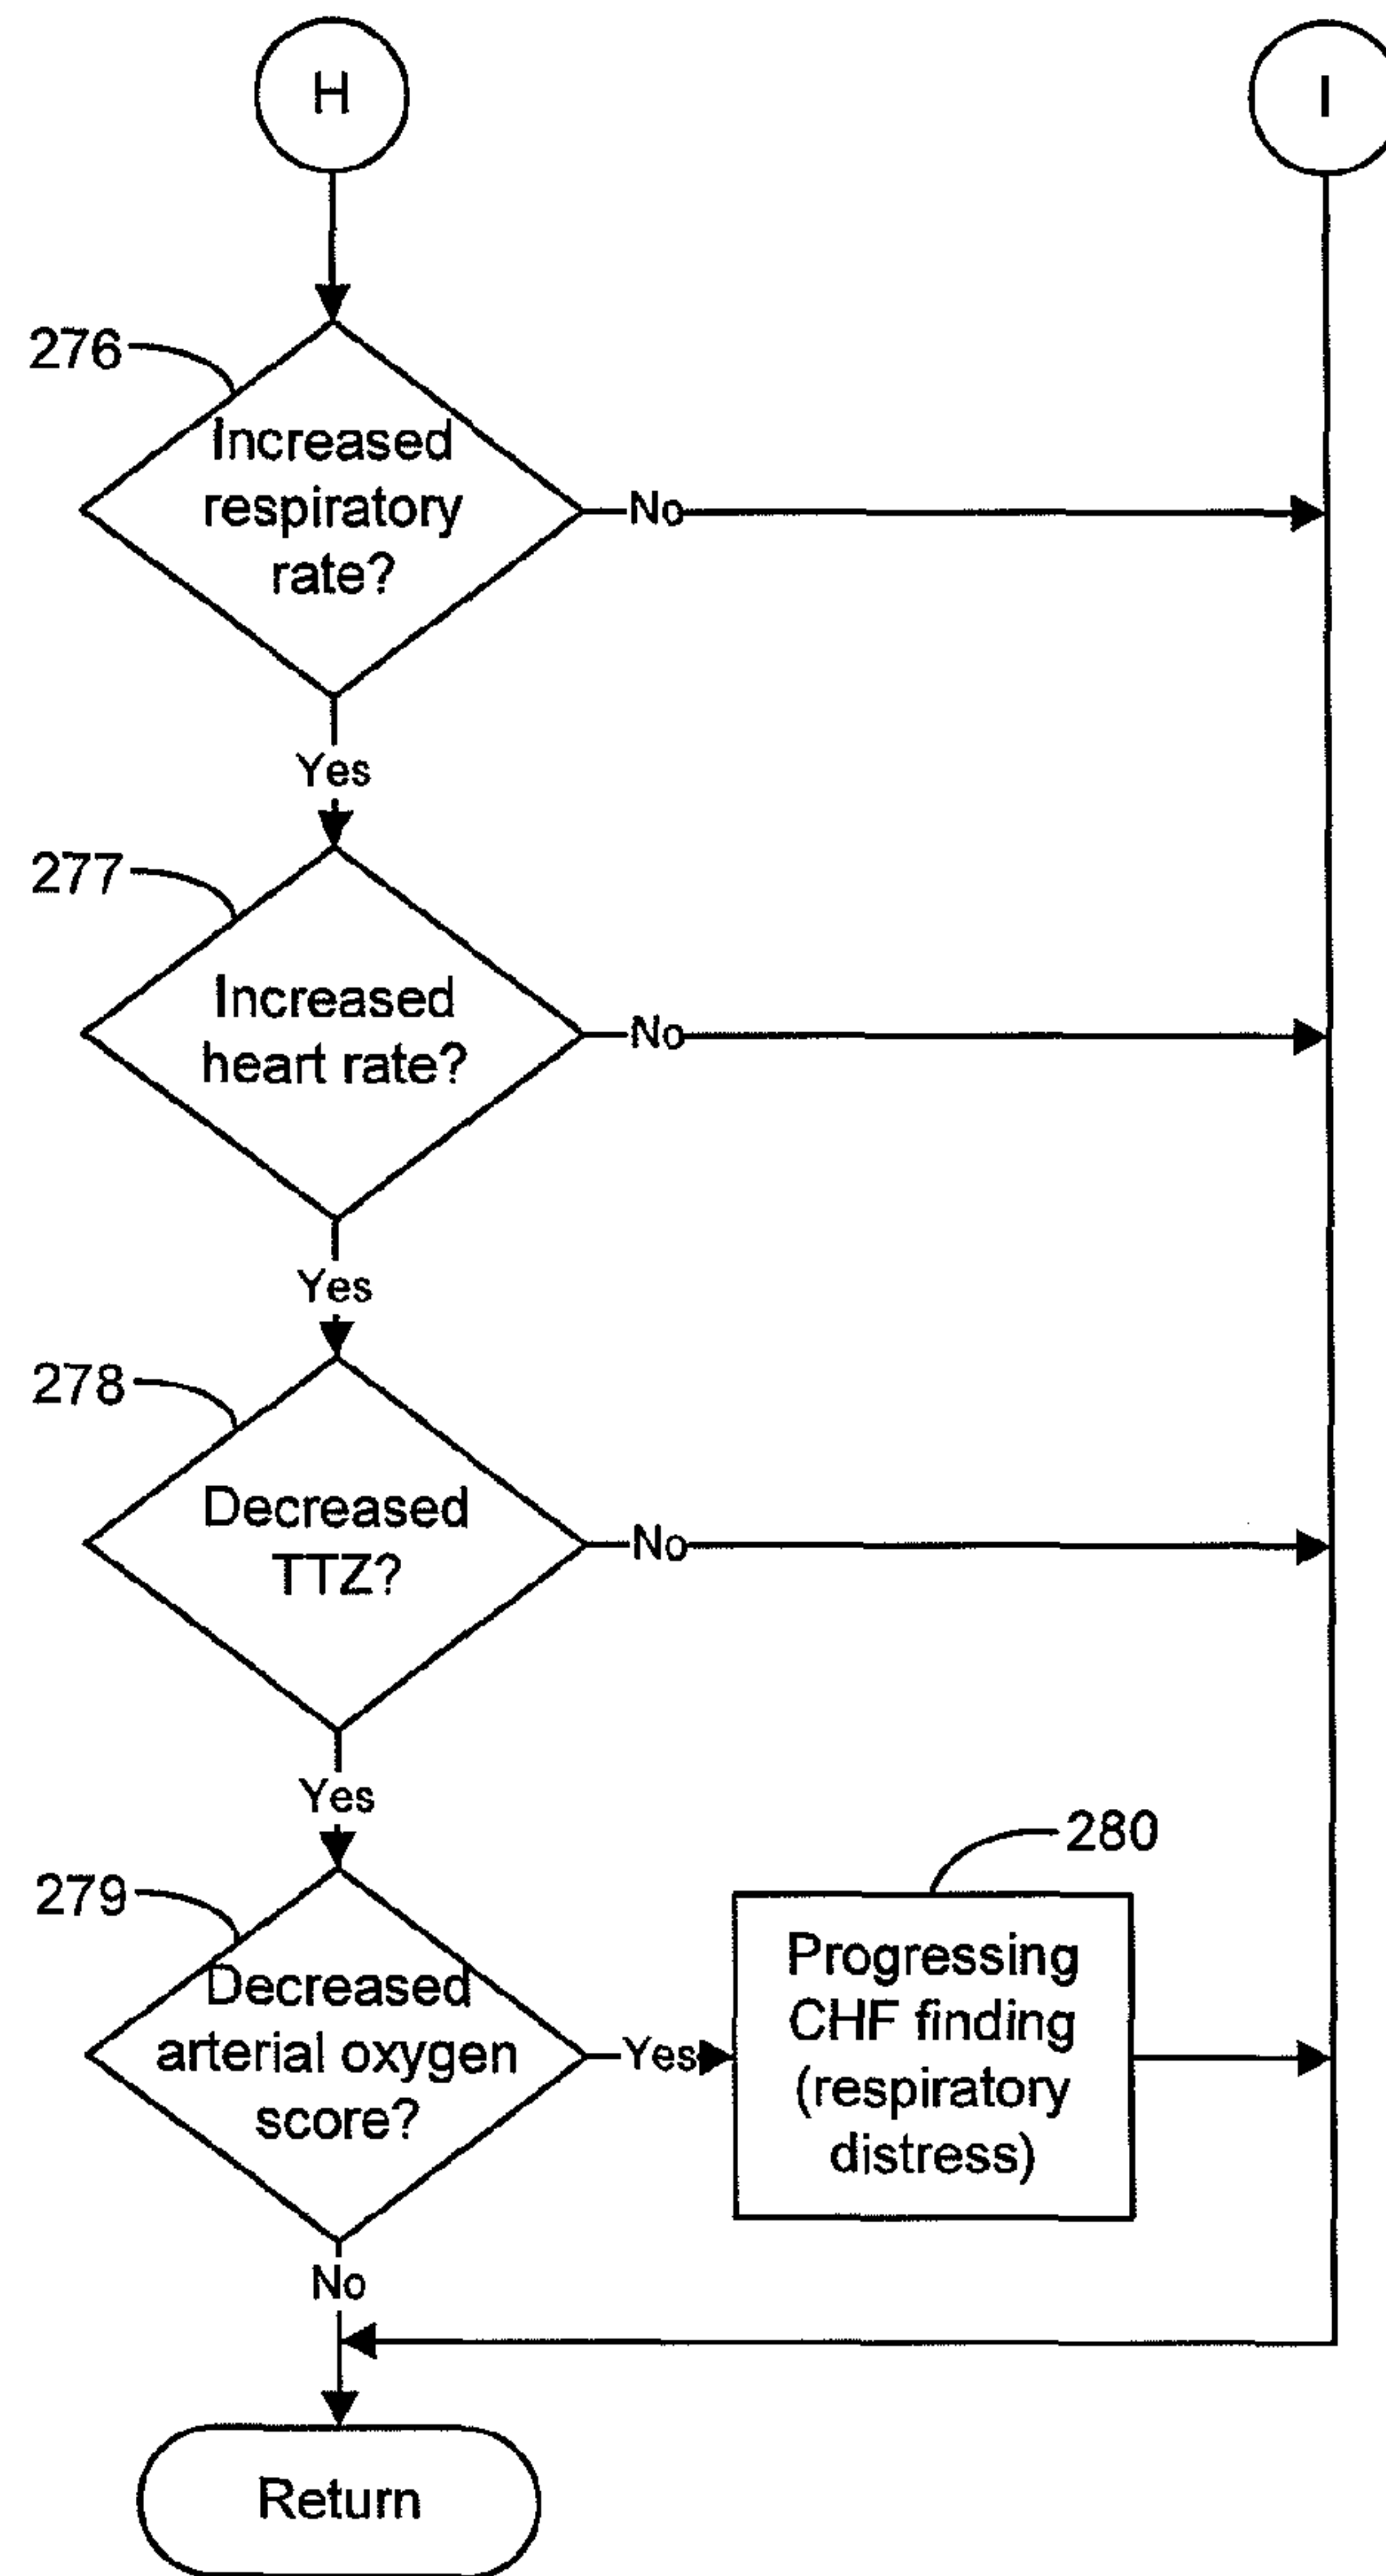 H
I
276
Increased
respiratory
rate?
No
Yes
277
Increased
heart rate?
No
Yes
278
Decreased
TTZ?
No
Yes
279
Decreased
arterial oxygen
score?
Yes
280
Progressing
CHF finding
(respiratory
distress)
No
Return